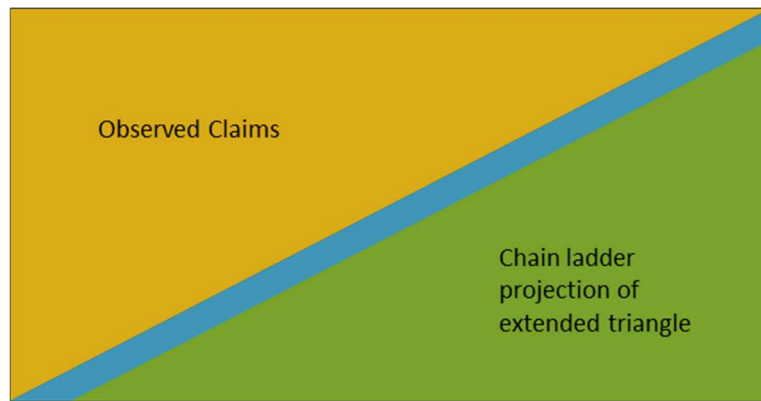 Observed Claims
Chain ladder
projection of
extended triangle